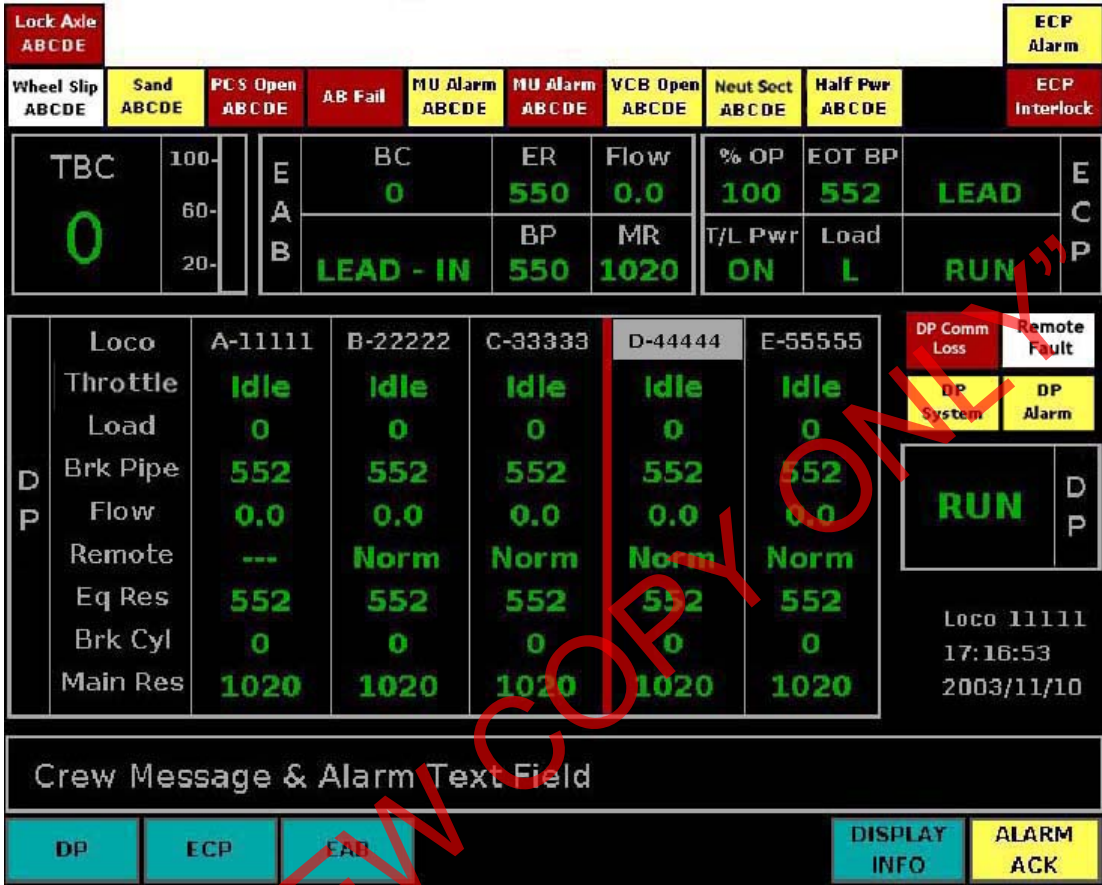 Lock Axle
ABCDE
ECP
Alarm
Wheel Slip
ABCDE
Sand
ABCDE
PCS Open
ABCDE
AB Fail
MU Alarm
ABCDE
MU Alarm
ABCDE
VCB Open
ABCDE
Neut Sect
ABCDE
Half Pwr
ABCDE
ECP
Interlock
TBC
0
100-
60-
20-
EAB
BC
0
ER
550
Flow
0.0
LEAD - IN
BP
550
MR
1020
% OP
100
EOT BP
552
LEAD
T/L Pwr
ON
Load
L
RUN
ECP
DP
Loco A-11111 B-22222 C-33333 D-44444 E-55555
Throttle Idle Idle Idle Idle Idle
Load 0 0 0 0 0
Brk Pipe 552 552 552 552 552
Flow 0.0 0.0 0.0 0.0 0.0
Remote --- Norm Norm Norm Norm
Eq Res 552 552 552 552 552
Brk Cyl 0 0 0 0 0
Main Res 1020 1020 1020 1020 1020
DP Comm
Loss
Remote
Fault
DP
System
DP
Alarm
RUN
DP
Loco 11111
17:16:53
2003/11/10
Crew Message & Alarm Text Field
DP
ECP
EAB
DISPLAY
INFO
ALARM
ACK
COPY ONLY”